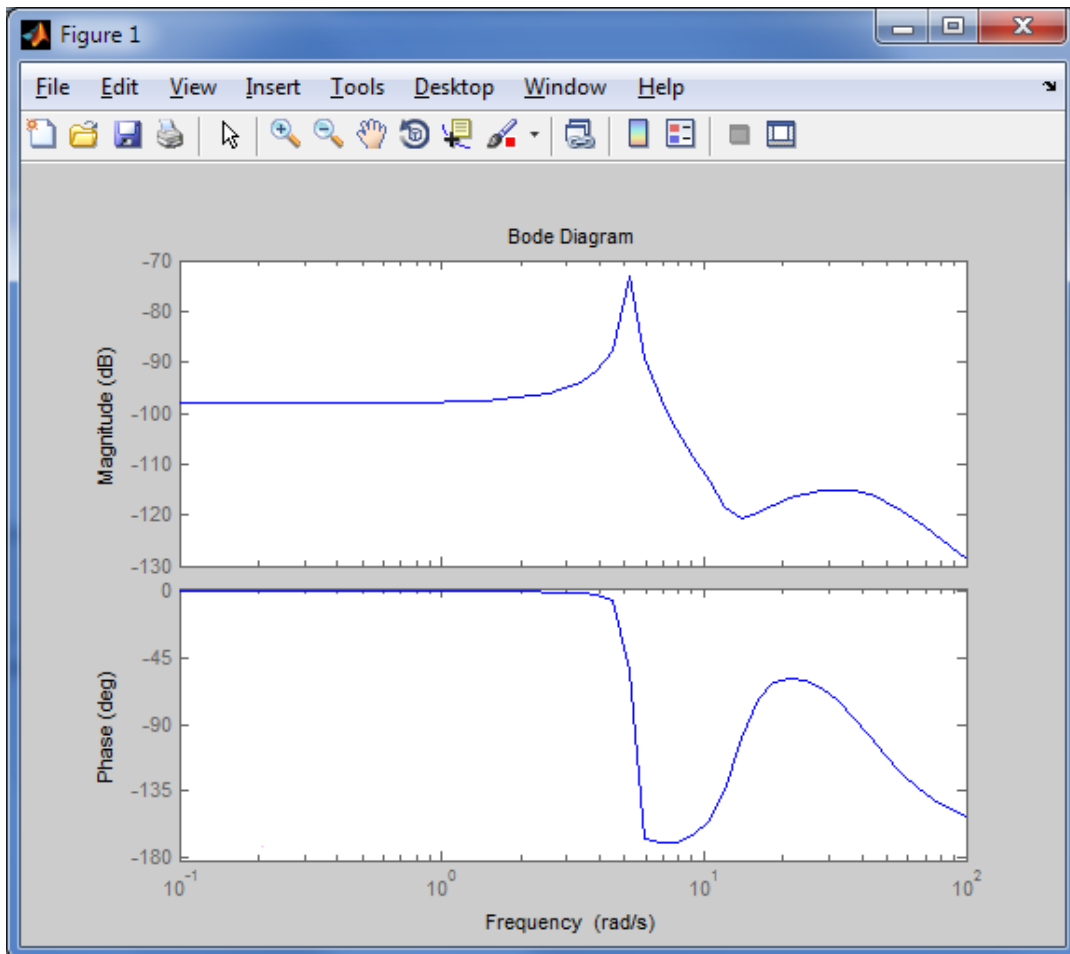 Figure 1
File Edit View Insert Tools Desktop Window Help
Bode Diagram
Magnitude (dB)
-70
-80
-90
-100
-110
-120
-130
Phase (deg)
0
-45
-90
-135
-180
10^-1 10^0 10^1 10^2
Frequency (rad/s)